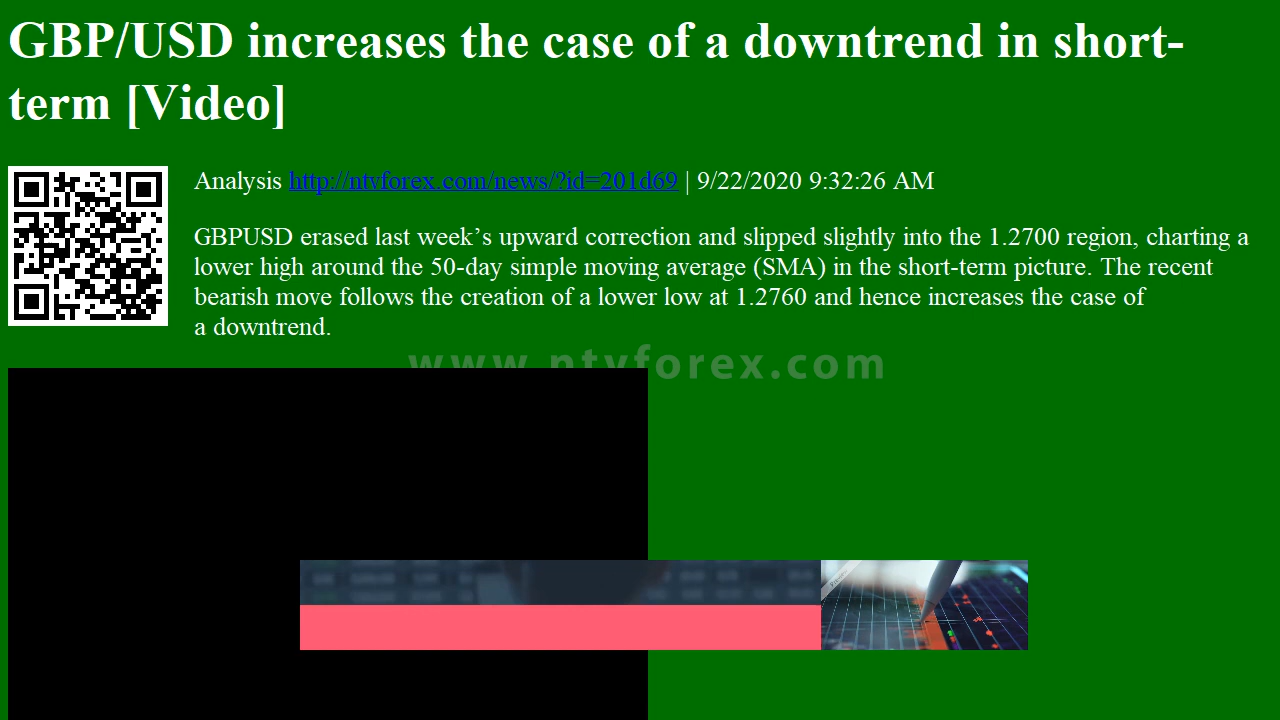 GBP/USD increases the case of a downtrend in short-
term [Video]
Analysis http://ntvforex.com/news/?id=201d69 | 9/22/2020 9:32:26 AM
GBPUSD erased last week’s upward correction and slipped slightly into the 1.2700 region, charting a
lower high around the 50-day simple moving average (SMA) in the short-term picture. The recent
bearish move follows the creation of a lower low at 1.2760 and hence increases the case of
a downtrend.
www.ntvforex.com